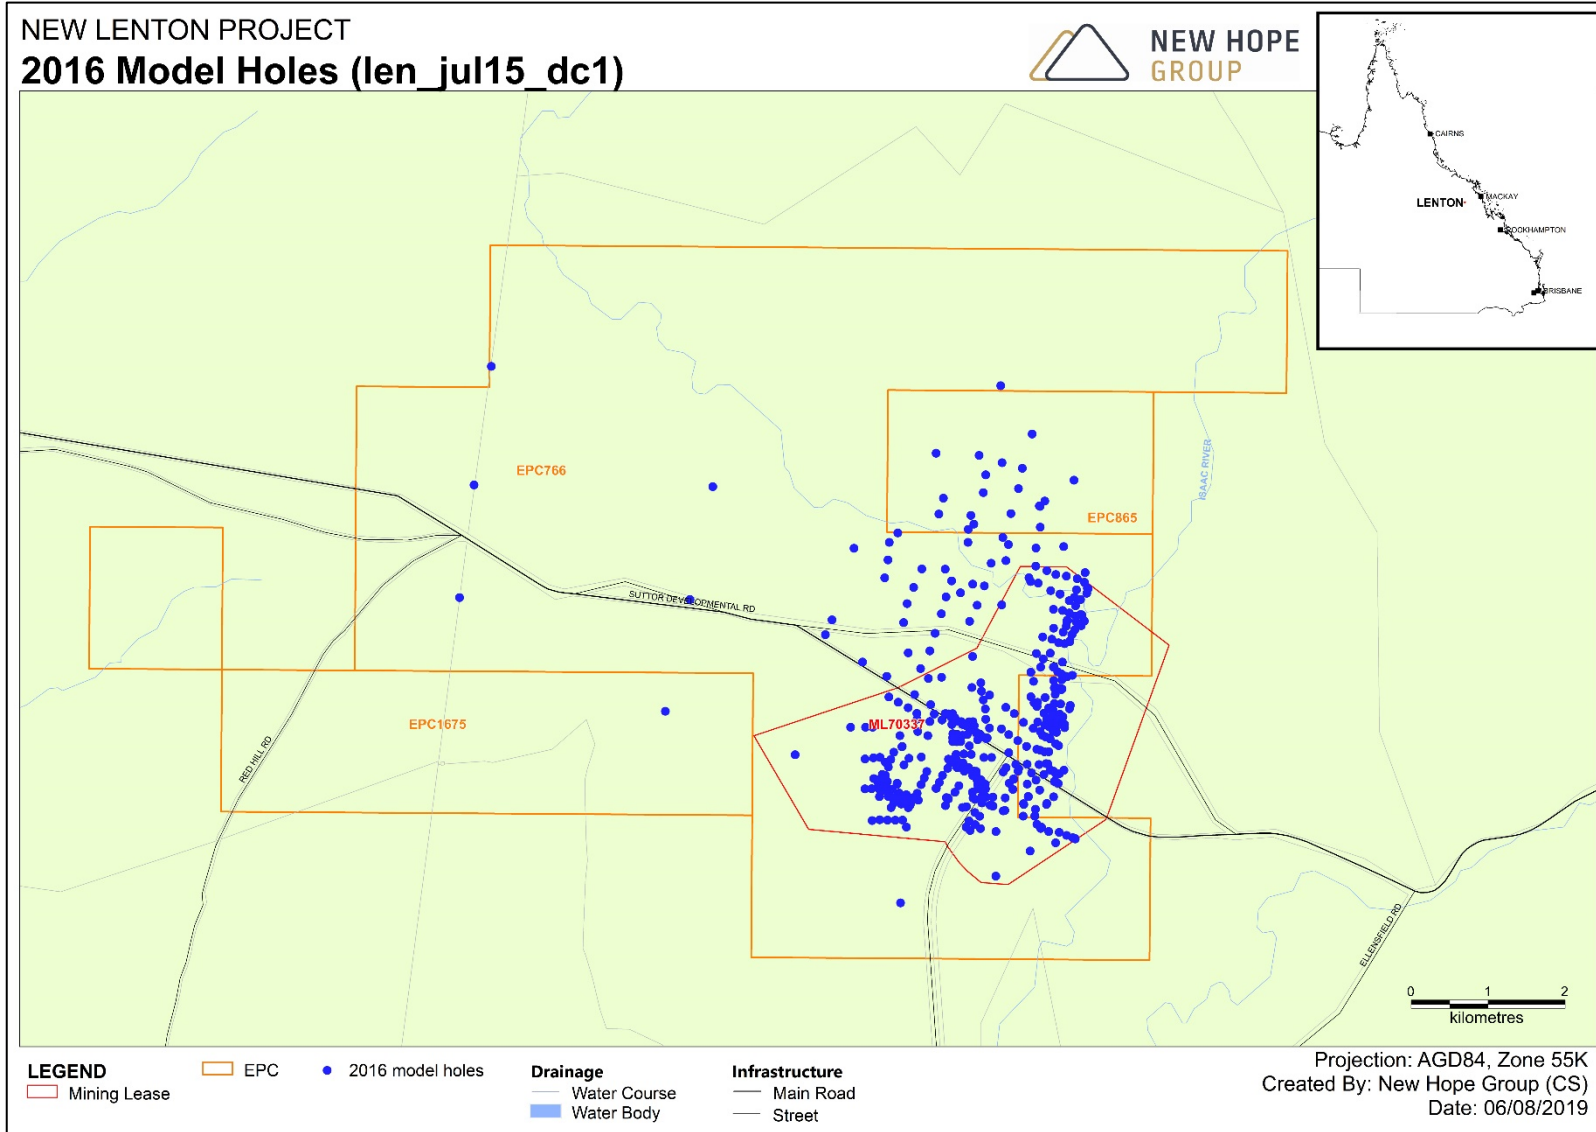 NEW LENTON PROJECT
2016 Model Holes (len_jul15_dc1)
NEW HOPE
GROUP
CAIRNS
MACKAY
LENTON
ROCKHAMPTON
BRISBANE
EPC766
ISAAC RIVER
EPC865
SUTTOR DEVELOPMENTAL RD
EPC1675
ML70337
RED HILL RD
ELLENSFIELD RD
0 1 2
kilometres
LEGEND
Mining Lease
EPC
2016 model holes
Drainage
Water Course
Water Body
Infrastructure
Main Road
Street
Projection: AGD84, Zone 55K
Created By: New Hope Group (CS)
Date: 06/08/2019